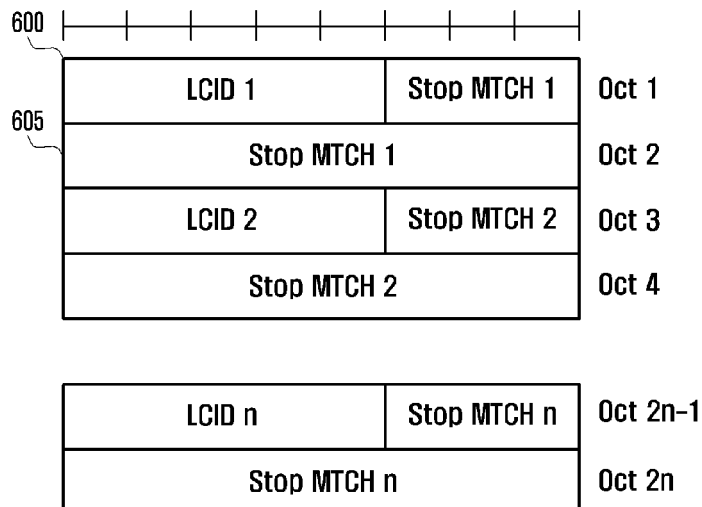 600
LCID 1 Stop MTCH 1 Oct 1
605
Stop MTCH 1 Oct 2
LCID 2 Stop MTCH 2 Oct 3
Stop MTCH 2 Oct 4
LCID n Stop MTCH n Oct 2n-1
Stop MTCH n Oct 2n